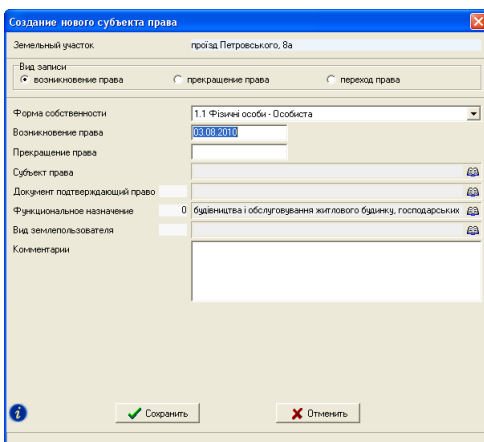 Создание нового субъекта права
Земельный участок проїзд Петровського, 8а
Вид записи
возникновение права прекращение права переход права
Форма собственности 1.1 Фізичні особи - Особиста
Возникновение права 03.08.2010
Прекращение права
Субъект права
Документ подтверждающий право
Функциональное назначение 0 будівництва і обслуговування житлового будинку, господарських
Вид землепользователя
Комментарии
Сохранить Отменить